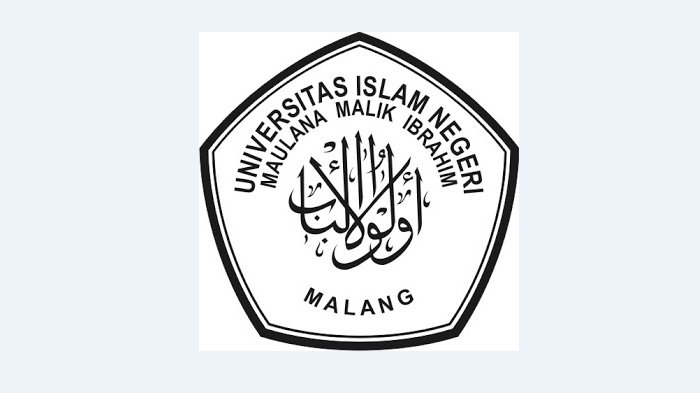 UNIVERSITAS ISLAM NEGERI
MAULANA MALIK IBRAHIM
أولو الألباب
MALANG